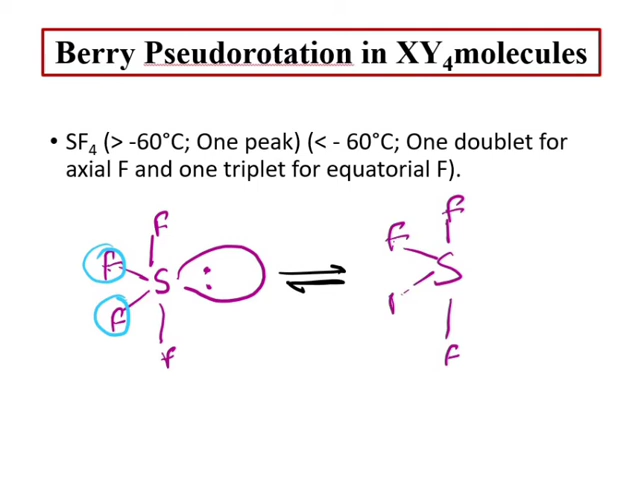 Berry Pseudorotation in XY₄molecules
• SF₄ (> -60°C; One peak) (< - 60°C; One doublet for
axial F and one triplet for equatorial F).
F F
F F
S S
F
F F